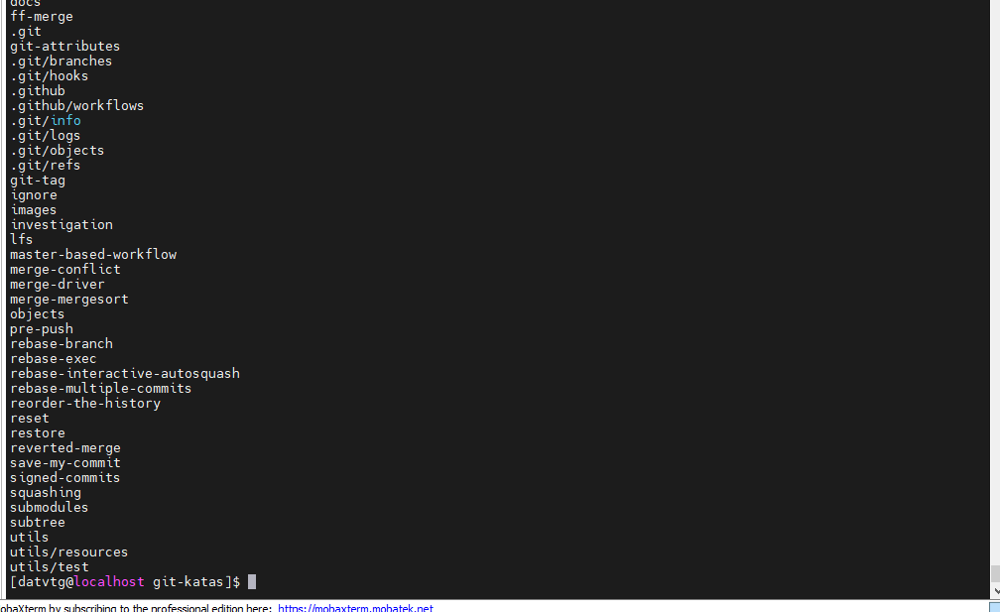 docs
ff-merge
.git
git-attributes
.git/branches
.git/hooks
.github
.github/workflows
.git/info
.git/logs
.git/objects
.git/refs
git-tag
ignore
images
investigation
lfs
master-based-workflow
merge-conflict
merge-driver
merge-mergesort
objects
pre-push
rebase-branch
rebase-exec
rebase-interactive-autosquash
rebase-multiple-commits
reorder-the-history
reset
restore
reverted-merge
save-my-commit
signed-commits
squashing
submodules
subtree
utils
utils/resources
utils/test
[datvtg@localhost git-katas]$
obaXterm by subscribing to the professional edition here: https://mobaxterm.mobatek.net